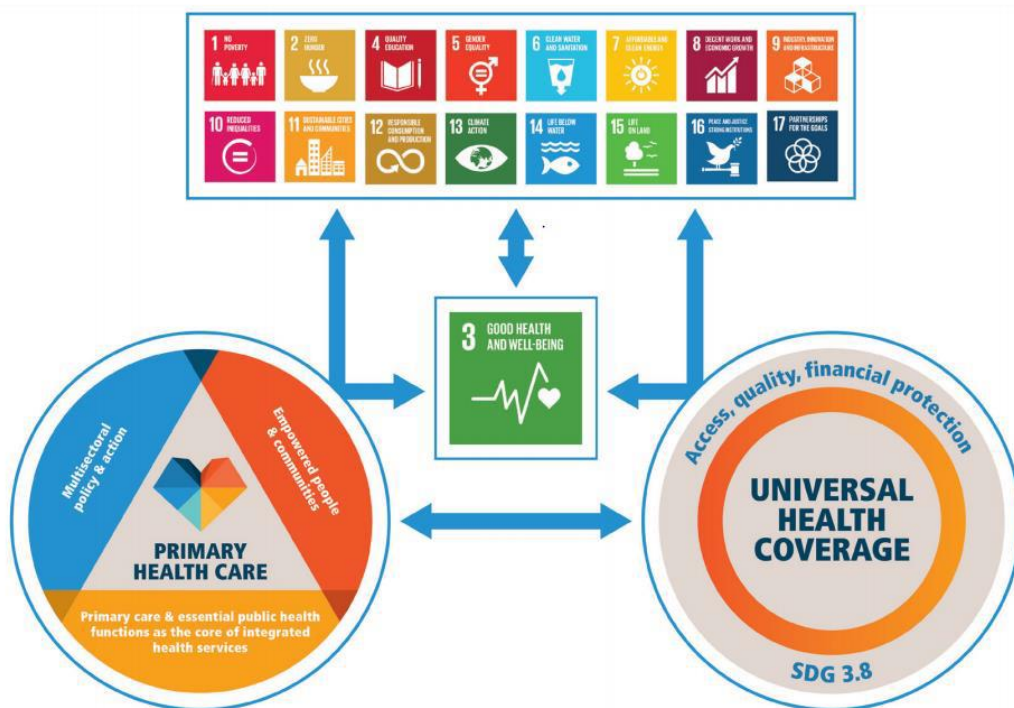 1 NO
POVERTY
2 ZERO
HUNGER
4 QUALITY
EDUCATION
5 GENDER
EQUALITY
6 CLEAN WATER
AND SANITATION
7 AFFORDABLE AND
CLEAN ENERGY
8 DECENT WORK AND
ECONOMIC GROWTH
9 INDUSTRY, INNOVATION
AND INFRASTRUCTURE
10 REDUCED
INEQUALITIES
11 SUSTAINABLE CITIES
AND COMMUNITIES
12 RESPONSIBLE
CONSUMPTION
AND PRODUCTION
13 CLIMATE
ACTION
14 LIFE BELOW
WATER
15 LIFE
ON LAND
16 PEACE AND JUSTICE
STRONG INSTITUTIONS
17 PARTNERSHIPS
FOR THE GOALS
3 GOOD HEALTH
AND WELL-BEING
Multisectoral
policy & action
Empowered people
& communities
PRIMARY
HEALTH CARE
Primary care & essential public health
functions as the core of integrated
health services
Access, quality, financial protection
UNIVERSAL
HEALTH
COVERAGE
SDG 3.8